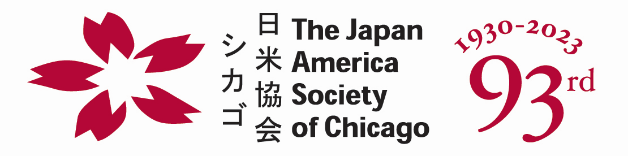 日米協会
シカゴ
The Japan
America
Society
of Chicago
1930-2023
93rd